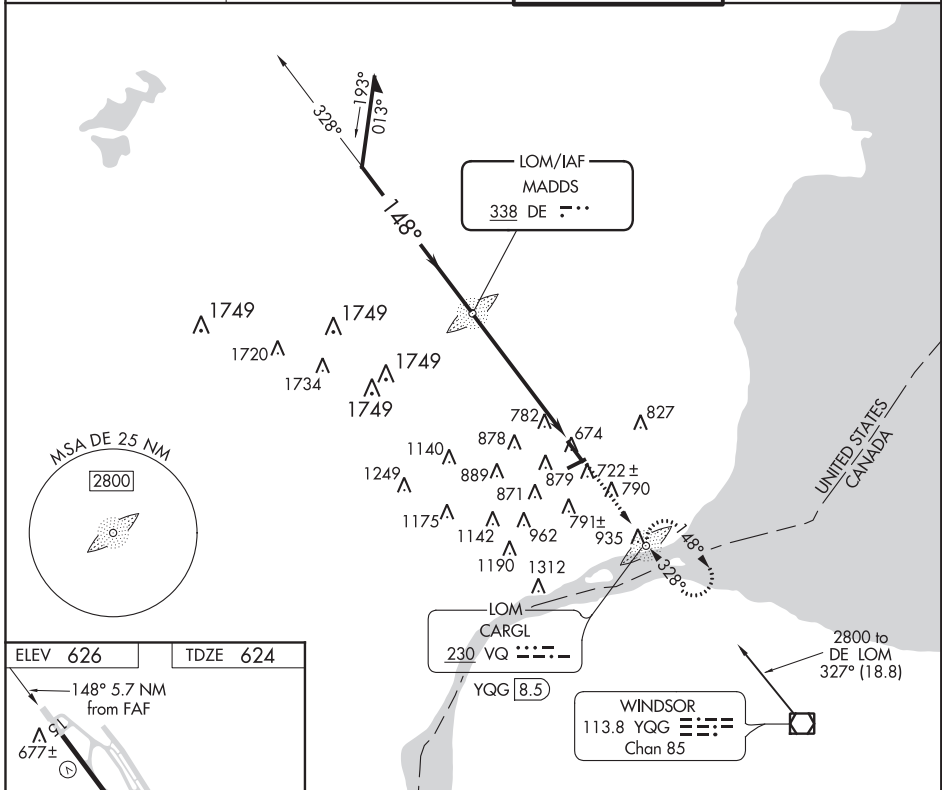 328°
193°
013°
148°
LOM/IAF
MADDS
338 DE
1749
1749
1720
1734
1749
1749
782
827
674
878
1140
889
879
722±
1249
871
790
1175
1142
962
791±
935
1190
1312
148°
328°
UNITED STATES
CANADA
MSA DE 25 NM
2800
LOM
CARGL
230 VQ
YQG 8.5
2800 to
DE LOM
327° (18.8)
WINDSOR
113.8 YQG
Chan 85
ELEV 626
TDZE 624
148° 5.7 NM
from FAF
15
677±
V